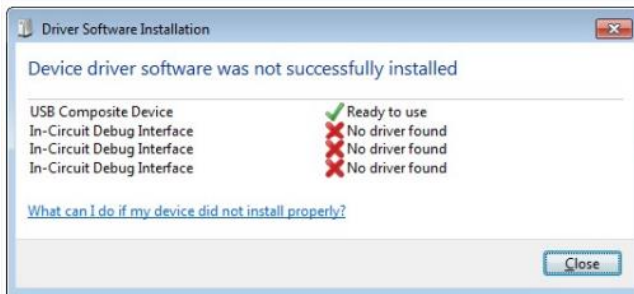 Driver Software Installation
Device driver software was not successfully installed
USB Composite Device Ready to use
In-Circuit Debug Interface No driver found
In-Circuit Debug Interface No driver found
In-Circuit Debug Interface No driver found
What can I do if my device did not install properly?
Close